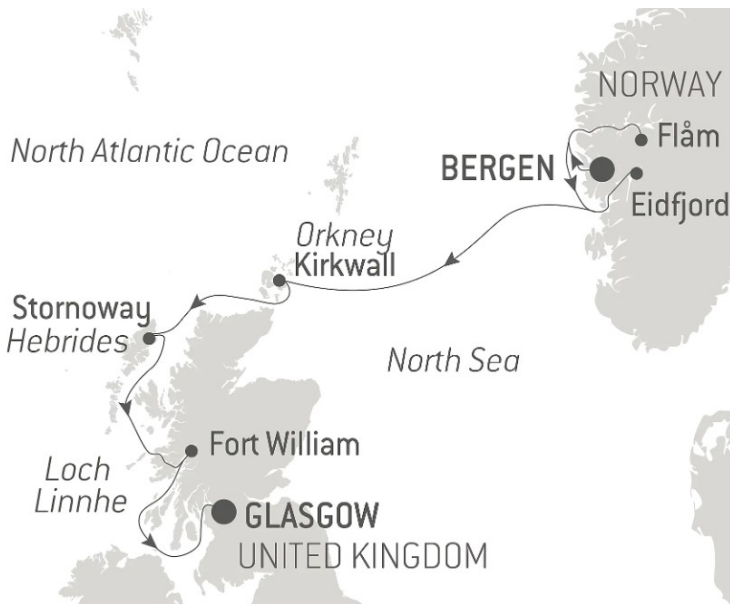 NORWAY
Flåm
North Atlantic Ocean
BERGEN
Eidfjord
Orkney
Kirkwall
Stornoway
Hebrides
North Sea
Fort William
Loch
Linnhe
GLASGOW
UNITED KINGDOM